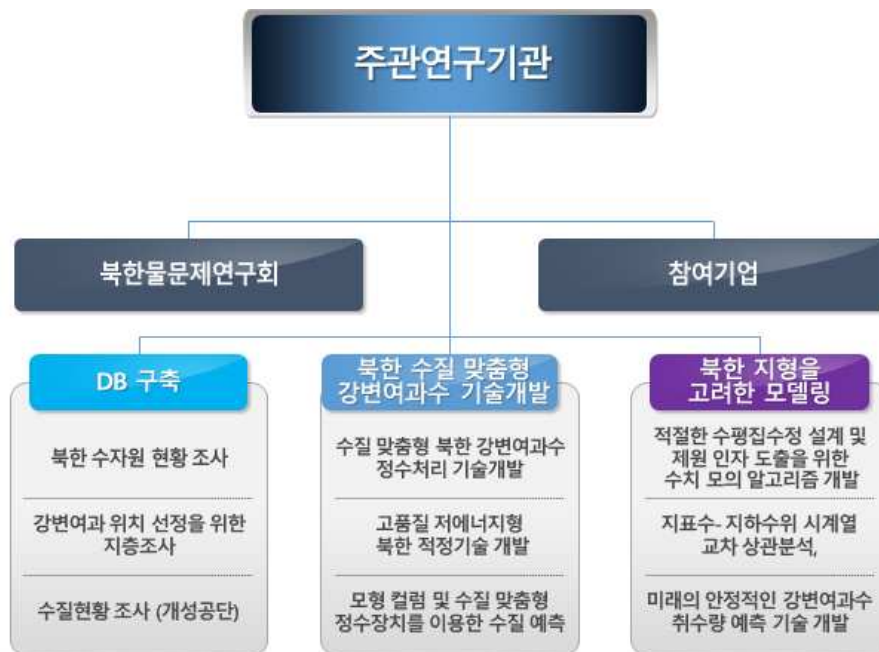 주관연구기관
북한물문제연구회
참여기업
DB 구축
북한 수자원 현황 조사
강변여과 위치 선정을 위한
지층조사
수질현황 조사 (개성공단)
북한 수질 맞춤형
강변여과수 기술개발
수질 맞춤형 북한 강변여과수
정수처리 기술개발
고품질 저에너지형
북한 적정기술 개발
모형 컬럼 및 수질 맞춤형
정수장치를 이용한 수질 예측
북한 지형을
고려한 모델링
적절한 수평집수정 설계 및
제원 인자 도출을 위한
수치 모의 알고리즘 개발
지표수- 지하수위 시계열
교차 상관분석,
미래의 안정적인 강변여과수
취수량 예측 기술 개발